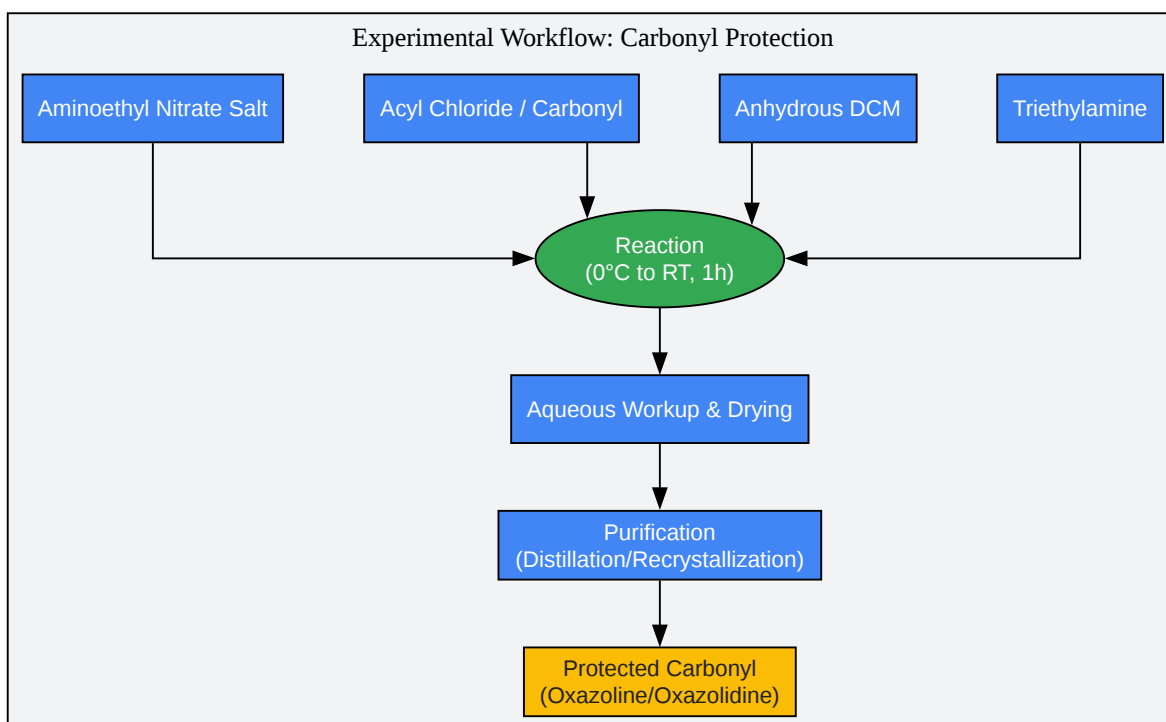 Experimental Workflow: Carbonyl Protection
Aminoethyl Nitrate Salt
Acyl Chloride / Carbonyl
Anhydrous DCM
Triethylamine
Reaction
(0°C to RT, 1h)
Aqueous Workup & Drying
Purification
(Distillation/Recrystallization)
Protected Carbonyl
(Oxazoline/Oxazolidine)